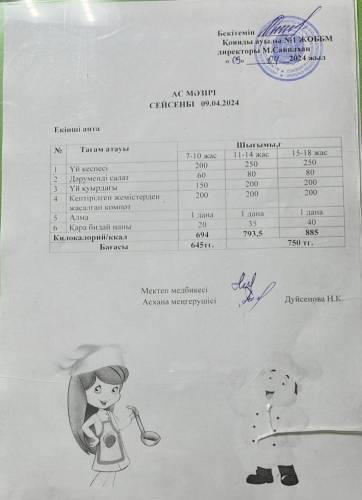 Бекітемін
Қоянды ауылы №1 ЖОББМ
директоры М.Савилхан
« 09» 04 2024 жыл
АС МӘЗІРІ
СЕЙСЕНБІ 09.04.2024
Екінші апта
№ Тағам атауы Шығымы,г
7-10 жас 11-14 жас 15-18 жас
1 Үй кеспесі 200 250 250
2 Дәруменді салат 60 80 80
3 Үй қуырдағы 150 200 200
4 Кептірілген жемістерден 200 200 200
жасалған компот
5 Алма 1 дана 1 дана 1 дана
6 Қара бидай наны 20 35 40
Килокалорий/ккал 694 793,5 885
Бағасы 645тг. 750 тг.
Мектеп медбикесі
Асхана меңгерушісі Дуйсенова Н.К.